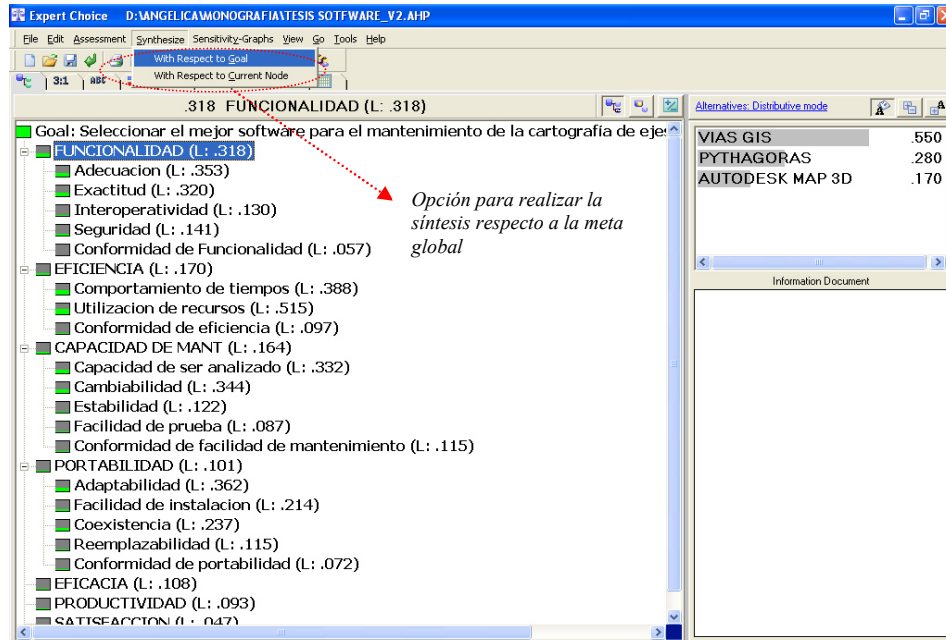 Expert Choice D:\ANGELICA\MONOGRAFIA\TESIS SOTFWARE_V2.AHP
File Edit Assessment Synthesize Sensitivity-Graphs View Go Tools Help
With Respect to Goal
With Respect to Current Node
3:1 ABC
.318 FUNCIONALIDAD (L: .318)
Alternatives: Distributive mode
Goal: Seleccionar el mejor software para el mantenimiento de la cartografía de ejes
FUNCIONALIDAD (L: .318)
Adecuacion (L: .353)
Exactitud (L: .320)
Interoperatividad (L: .130)
Seguridad (L: .141)
Conformidad de Funcionalidad (L: .057)
EFICIENCIA (L: .170)
Comportamiento de tiempos (L: .388)
Utilizacion de recursos (L: .515)
Conformidad de eficiencia (L: .097)
CAPACIDAD DE MANT (L: .164)
Capacidad de ser analizado (L: .332)
Cambiabilidad (L: .344)
Estabilidad (L: .122)
Facilidad de prueba (L: .087)
Conformidad de facilidad de mantenimiento (L: .115)
PORTABILIDAD (L: .101)
Adaptabilidad (L: .362)
Facilidad de instalacion (L: .214)
Coexistencia (L: .237)
Reemplazabilidad (L: .115)
Conformidad de portabilidad (L: .072)
EFICACIA (L: .108)
PRODUCTIVIDAD (L: .093)
SATISFACCION (L: .047)
Opción para realizar la
síntesis respecto a la meta
global
VIAS GIS .550
PYTHAGORAS .280
AUTODESK MAP 3D .170
Information Document